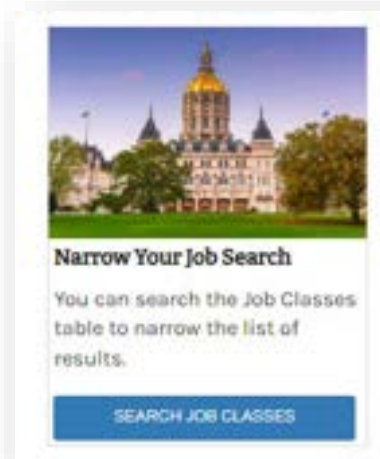 Narrow Your Job Search
You can search the Job Classes
table to narrow the list of
results.
SEARCH JOB CLASSES